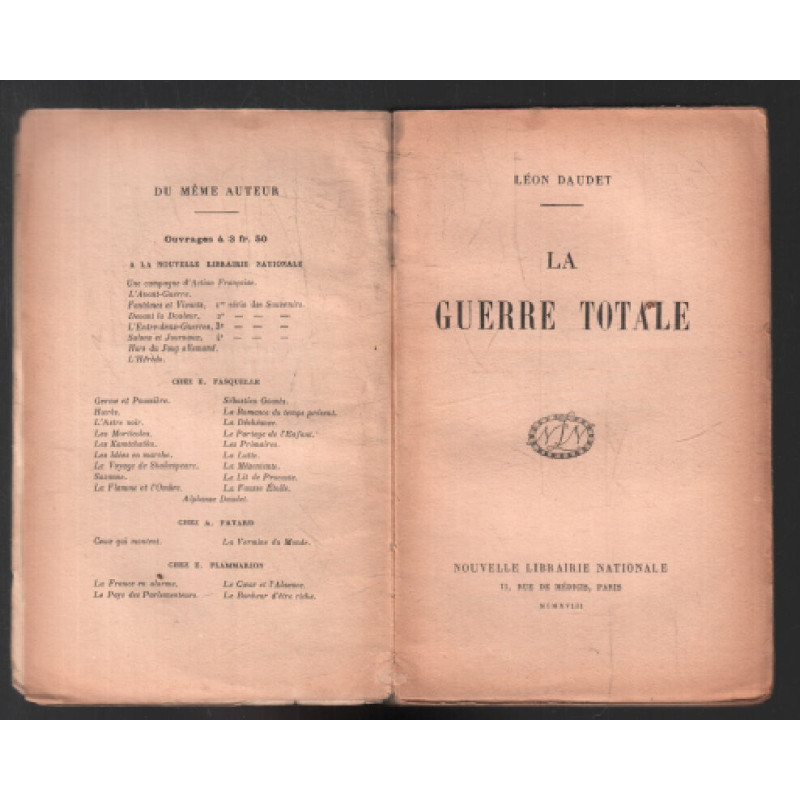 DU MÊME AUTEUR
Ouvrages à 3 fr. 50
A LA NOUVELLE LIBRAIRIE NATIONALE
Une campagne d'Action Française.
L'Avant-Guerre.
Fantômes et Vivants, 1re série des Souvenirs.
Devant la Douleur, 2e — — —
L'Entre-deux-Guerres, 3e — — —
Salons et Journaux, 4e — — —
Hors du Joug allemand.
L'Hérédo.
CHEZ E. FASQUELLE
Germe et Poussière.
Hœrès.
L'Astre noir.
Les Morticoles.
Les Kamtchatka.
Les Idées en marche.
Le Voyage de Shakespeare.
Suzanne.
La Flamme et l'Ombre.
Sébastien Gouvès.
La Romance du temps présent.
La Déchéance.
Le Partage de l'Enfant.
Les Primaires.
La Lutte.
La Mésentente.
Le Lit de Procuste.
La Fausse Étoile.
Alphonse Daudet.
CHEZ A. FAYARD
Ceux qui montent.
La Vermine du Monde.
CHEZ E. FLAMMARION
La France en alarme.
Le Pays des Parlementeurs
Le Cœur et l'Absence.
Le Bonheur d'être riche.
LÉON DAUDET
LA
GUERRE TOTALE
NLN
NOUVELLE LIBRAIRIE NATIONALE
11, RUE DE MÉDICIS, PARIS
MCMXVIII